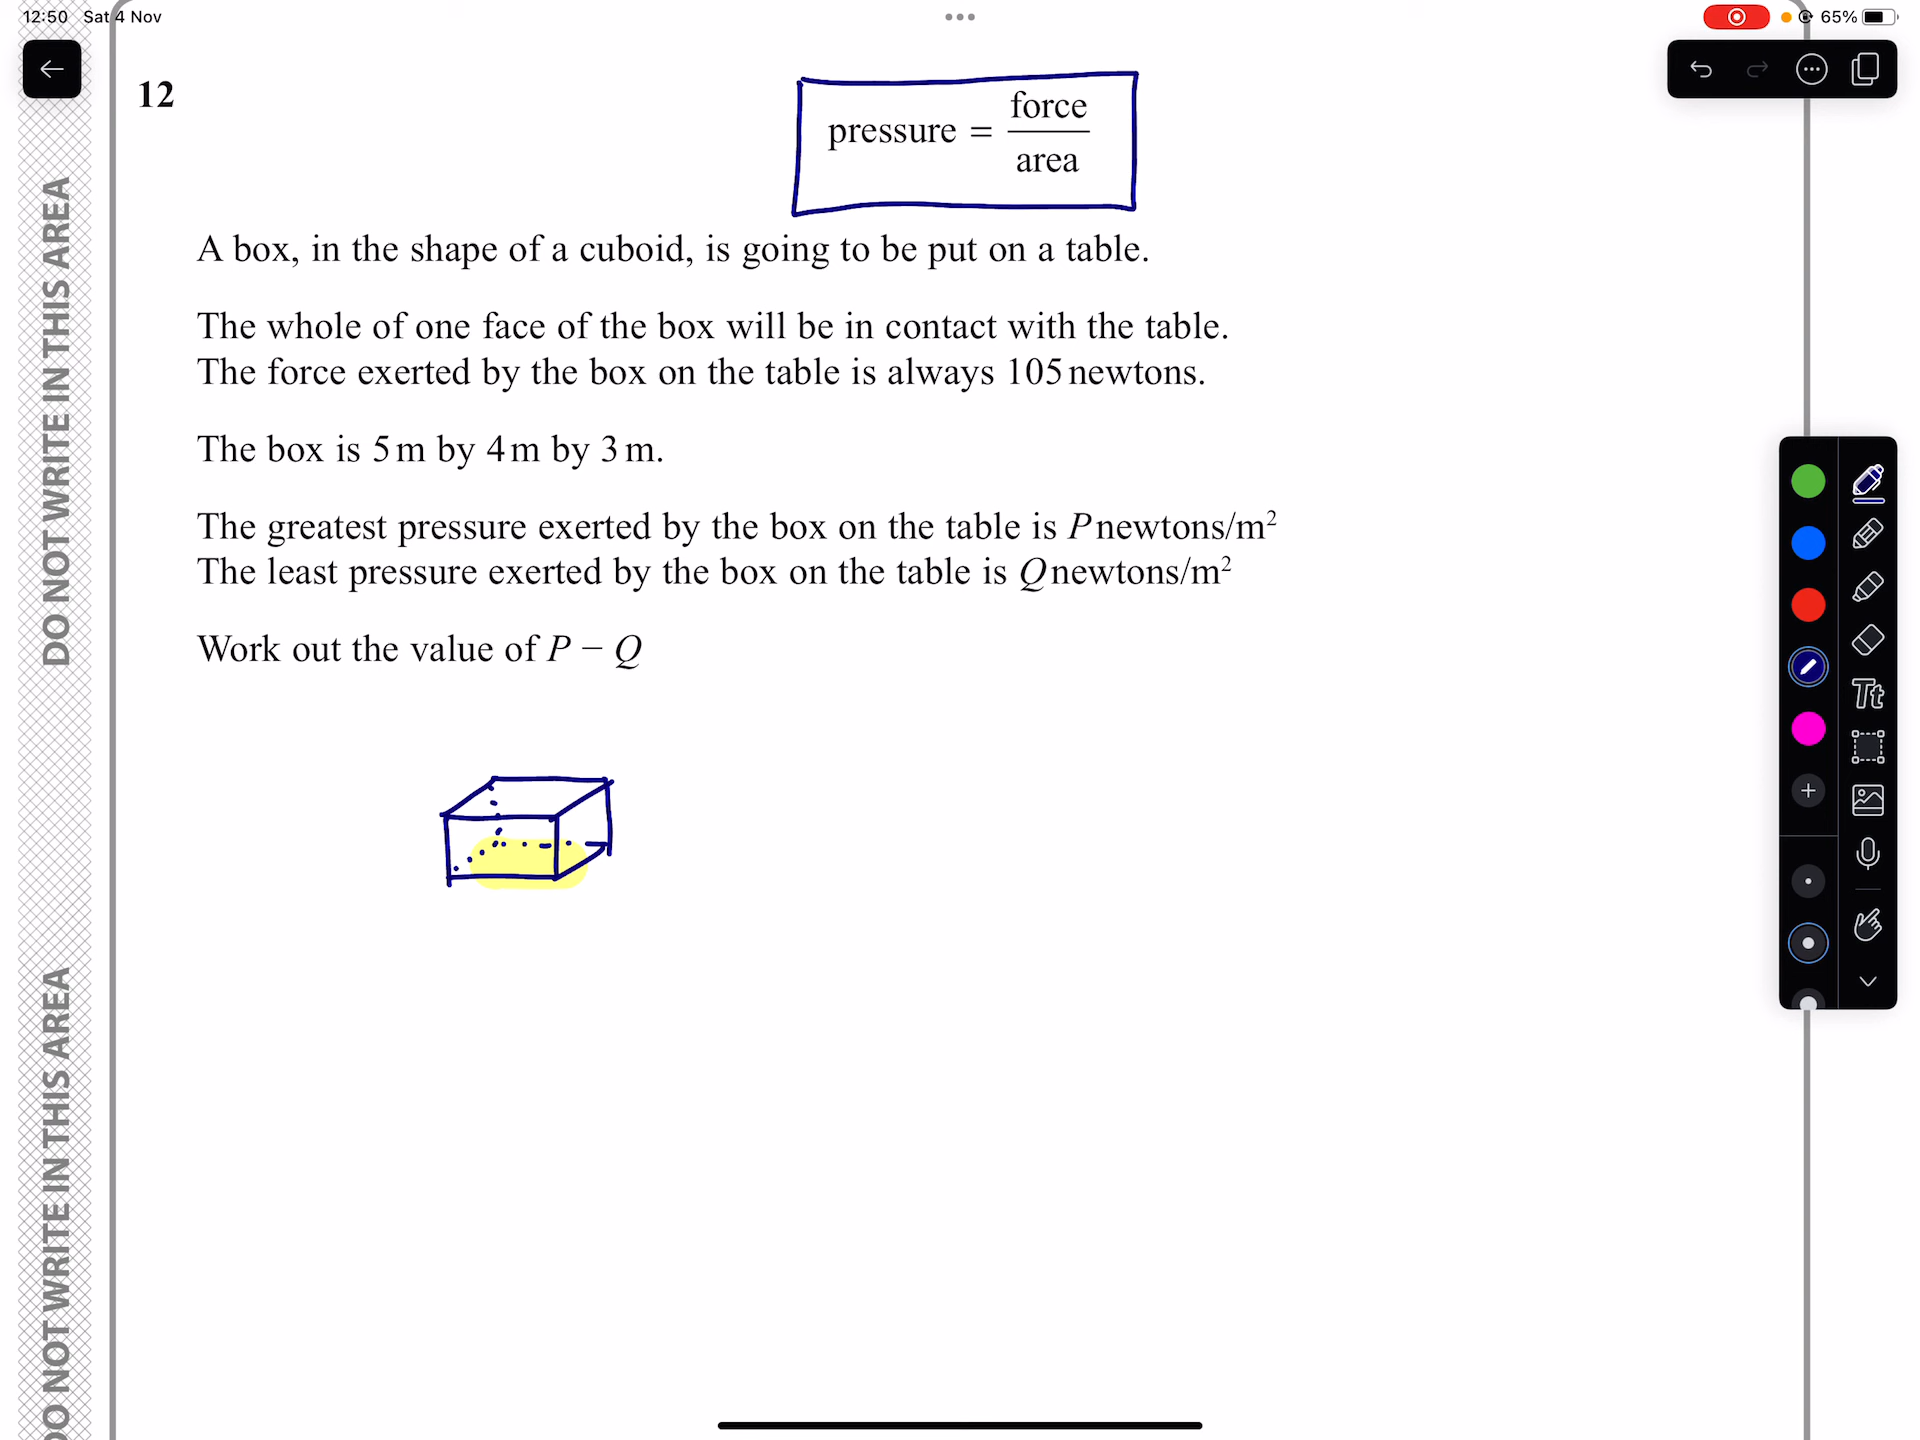 12:50 Sat 4 Nov
65%
12
pressure = force/area
A box, in the shape of a cuboid, is going to be put on a table.
The whole of one face of the box will be in contact with the table.
The force exerted by the box on the table is always 105 newtons.
The box is 5 m by 4 m by 3 m.
The greatest pressure exerted by the box on the table is P newtons/m²
The least pressure exerted by the box on the table is Q newtons/m²
Work out the value of P − Q
DO NOT WRITE IN THIS AREA
DO NOT WRITE IN THIS AREA
Tt